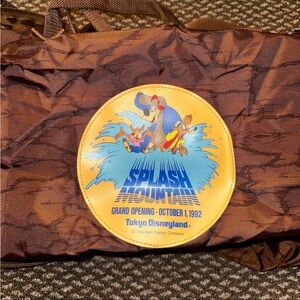 SPLASH
MOUNTAIN
GRAND OPENING - OCTOBER 1, 1992
Tokyo Disneyland®
© The Walt Disney Company